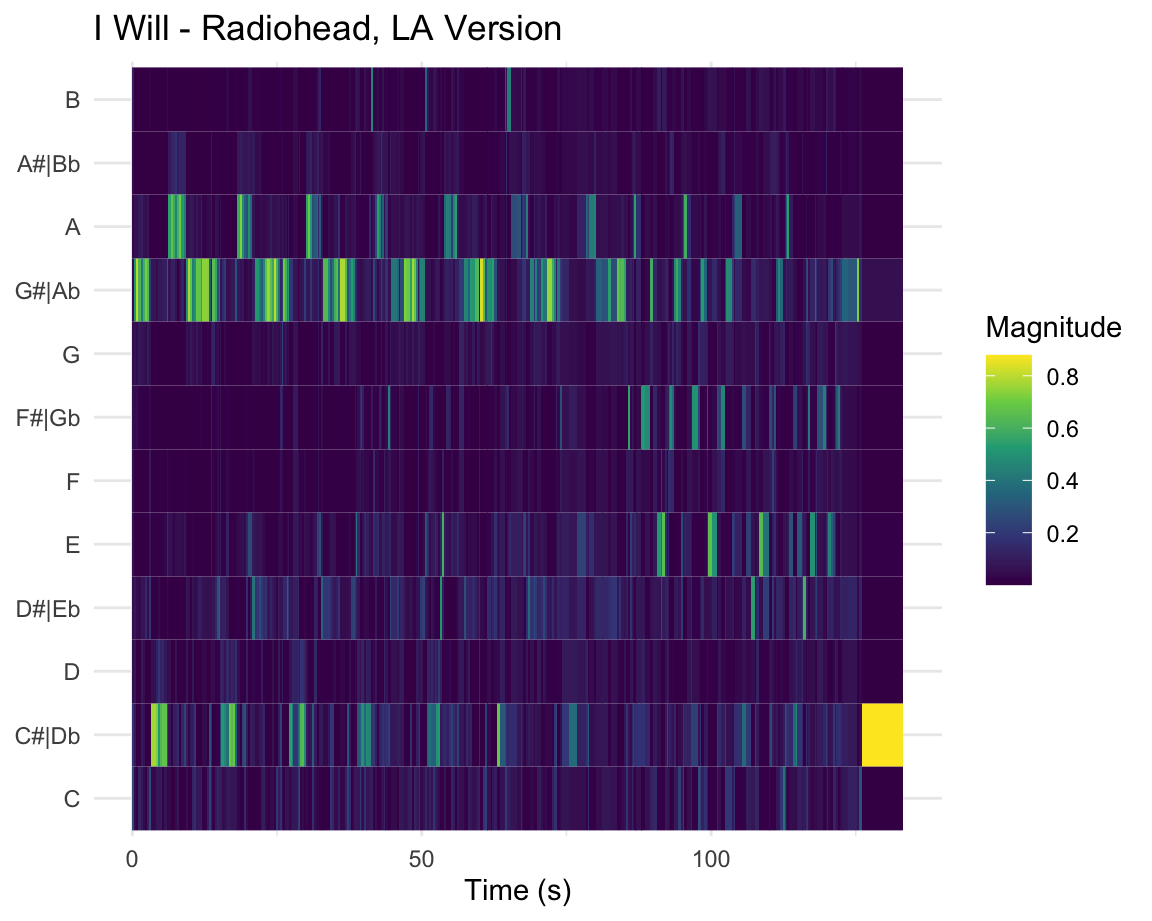 I Will - Radiohead, LA Version
B
A#|Bb
A
G#|Ab
G
F#|Gb
F
E
D#|Eb
D
C#|Db
C
0 50 100
Time (s)
Magnitude
0.8
0.6
0.4
0.2